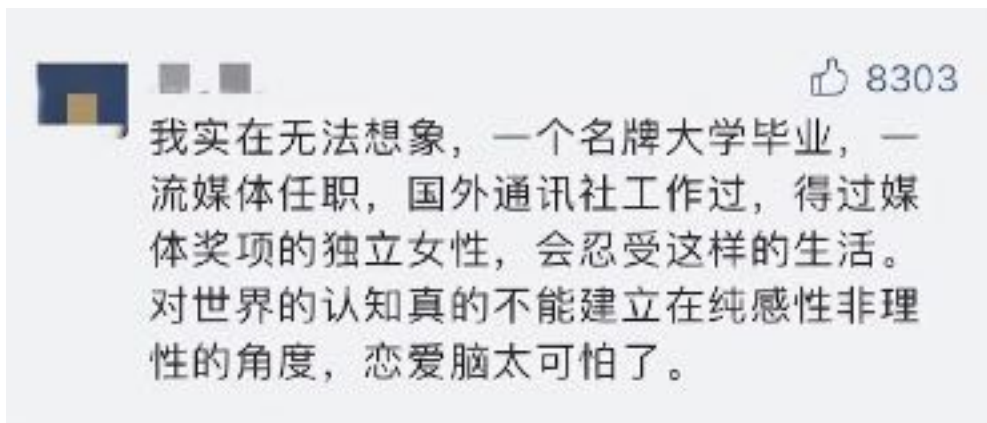 8303
我实在无法想象，一个名牌大学毕业，一
流媒体任职，国外通讯社工作过，得过媒
体奖项的独立女性，会忍受这样的生活。
对世界的认知真的不能建立在纯感性非理
性的角度，恋爱脑太可怕了。